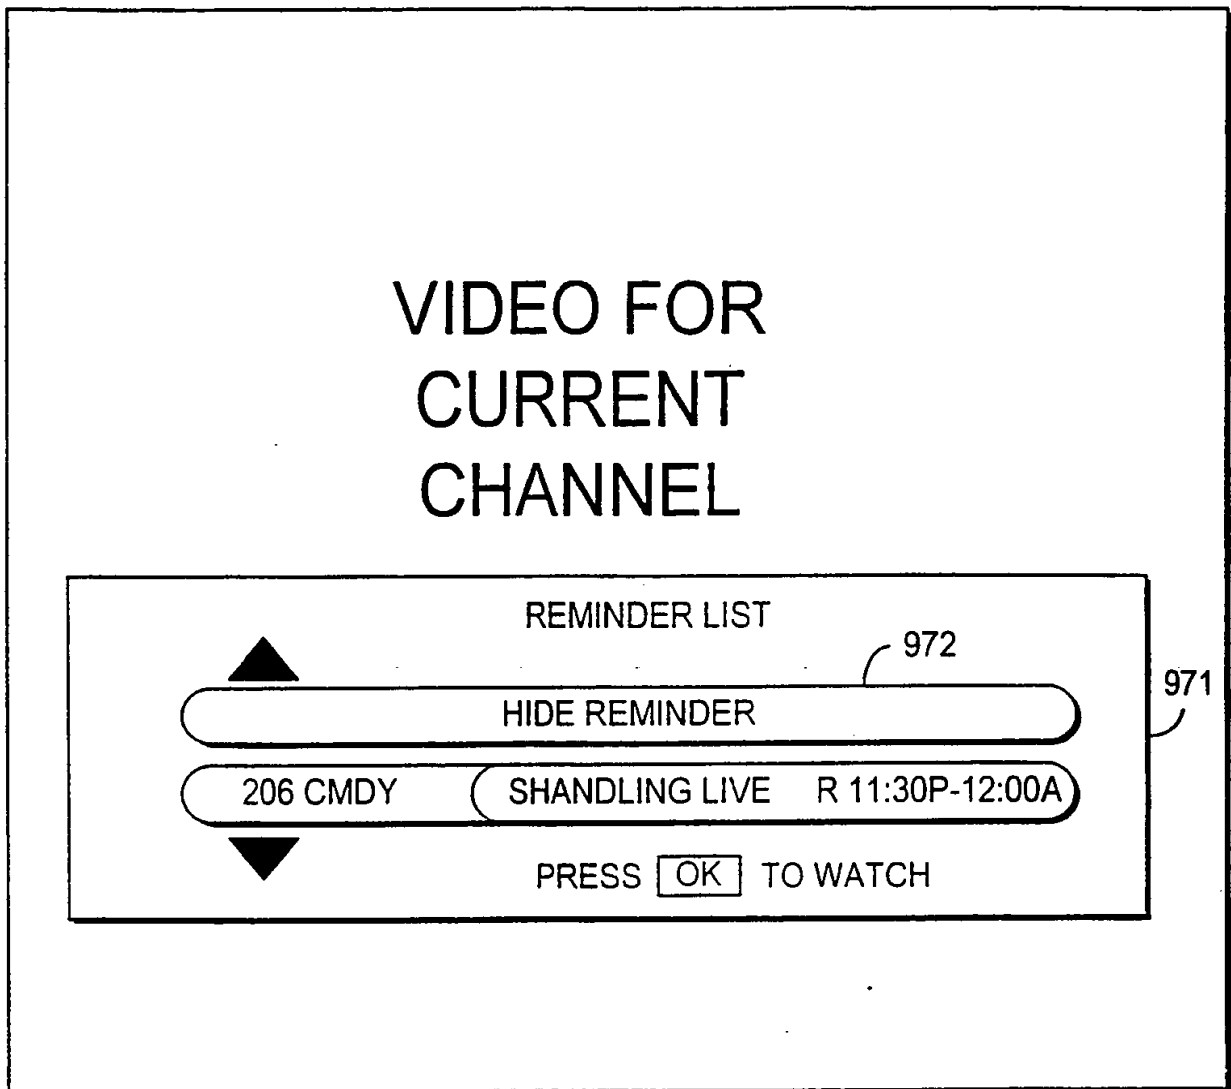 VIDEO FOR
CURRENT
CHANNEL
REMINDER LIST
972
971
HIDE REMINDER
206 CMDY SHANDLING LIVE R 11:30P-12:00A
PRESS OK TO WATCH